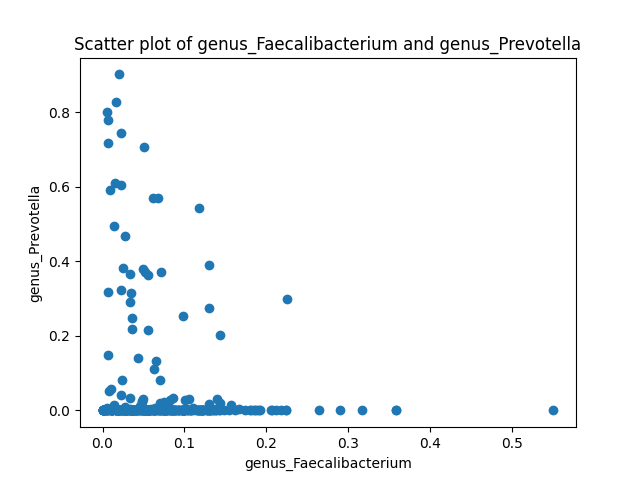 Scatter plot of genus_Faecalibacterium and genus_Prevotella
0.8
0.6
0.4
0.2
0.0
genus_Prevotella
0.0 0.1 0.2 0.3 0.4 0.5
genus_Faecalibacterium